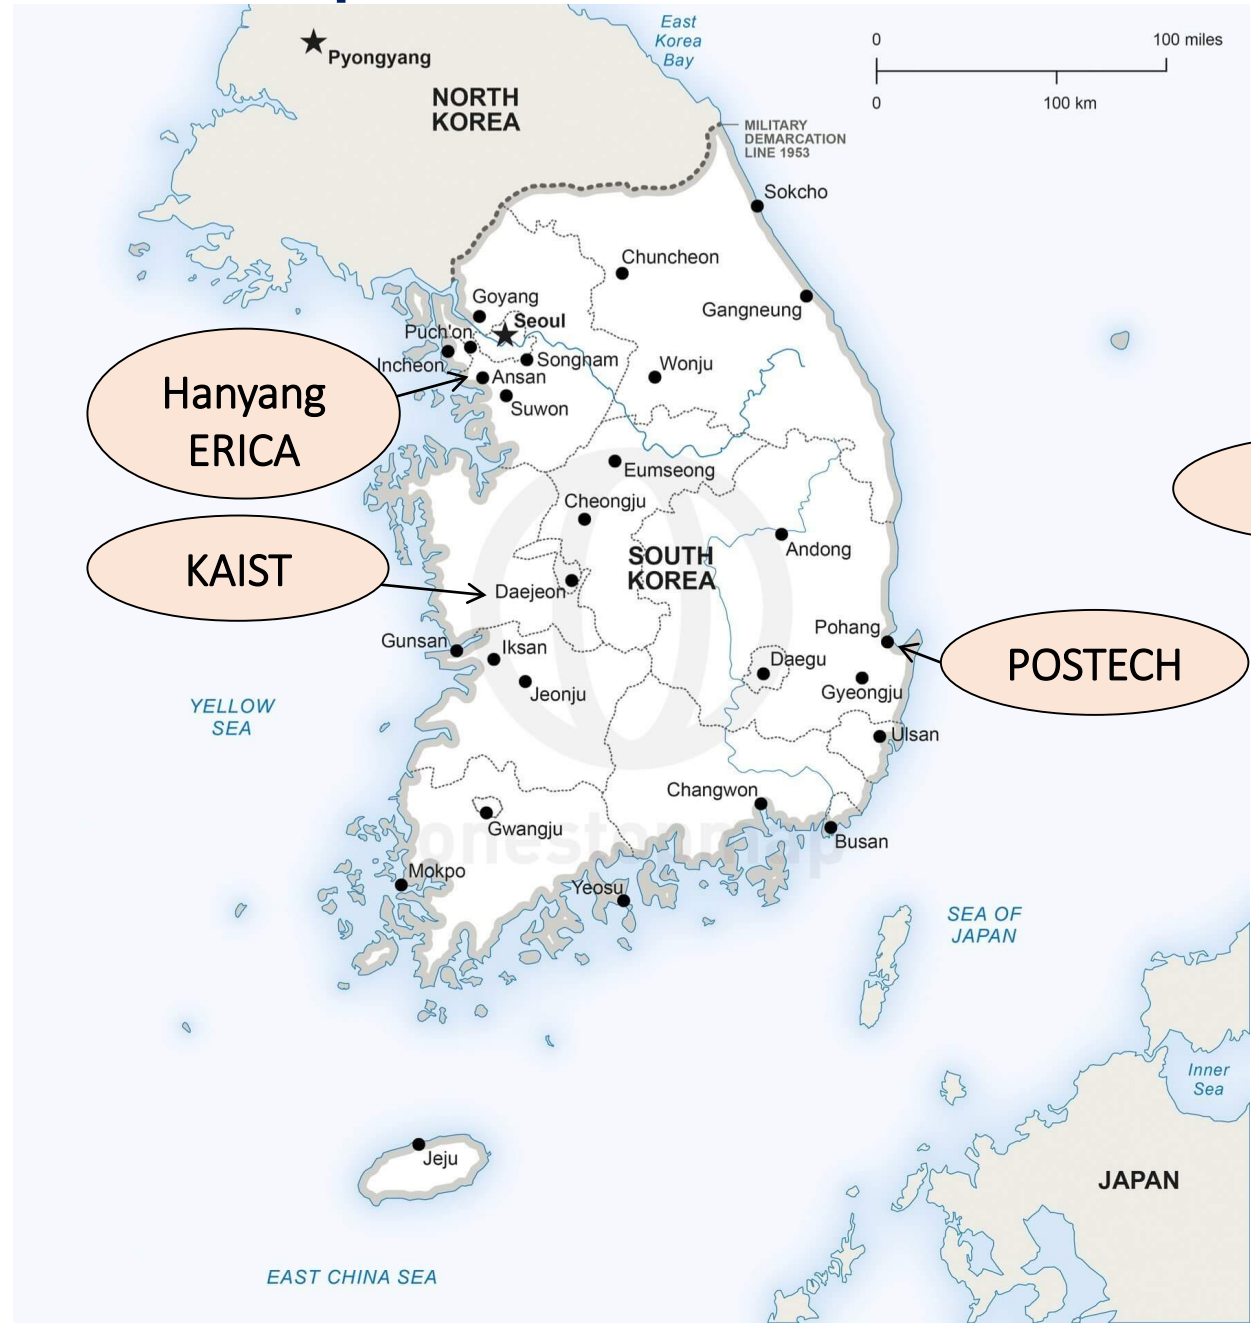 East
Korea
Bay
0
100 miles
0
100 km
Pyongyang
NORTH
KOREA
MILITARY
DEMARCATION
LINE 1953
Sokcho
Chuncheon
Goyang
Gangneung
Seoul
Puch'on
Incheon
Songnam
Wonju
Ansan
Suwon
Hanyang
ERICA
Eumseong
Cheongju
KAIST
SOUTH
KOREA
Andong
Daejeon
Pohang
Gunsan
Iksan
Daegu
POSTECH
Jeonju
Gyeongju
YELLOW
SEA
Ulsan
Changwon
Gwangju
onestopmap
Busan
Mokpo
Yeosu
SEA OF
JAPAN
Inner
Sea
Jeju
JAPAN
EAST CHINA SEA